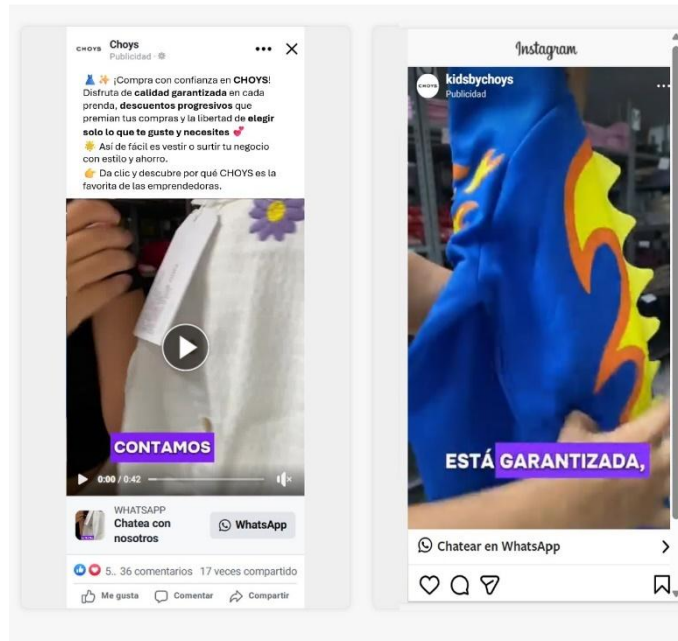 CHOYS
Choys
Publicidad ·
👗 ✨ ¡Compra con confianza en CHOYS!
Disfruta de calidad garantizada en cada
prenda, descuentos progresivos que
premian tus compras y la libertad de elegir
solo lo que te guste y necesites 💕
🌟 Así de fácil es vestir o surtir tu negocio
con estilo y ahorro.
👉 Da clic y descubre por qué CHOYS es la
favorita de las emprendedoras.
CONTAMOS
0:00 / 0:42
WHATSAPP
Chatea con
nosotros
WhatsApp
5.. 36 comentarios 17 veces compartido
Me gusta Comentar Compartir
Instagram
CHOYS
kidsbychoys
Publicidad
ESTÁ GARANTIZADA,
Chatear en WhatsApp